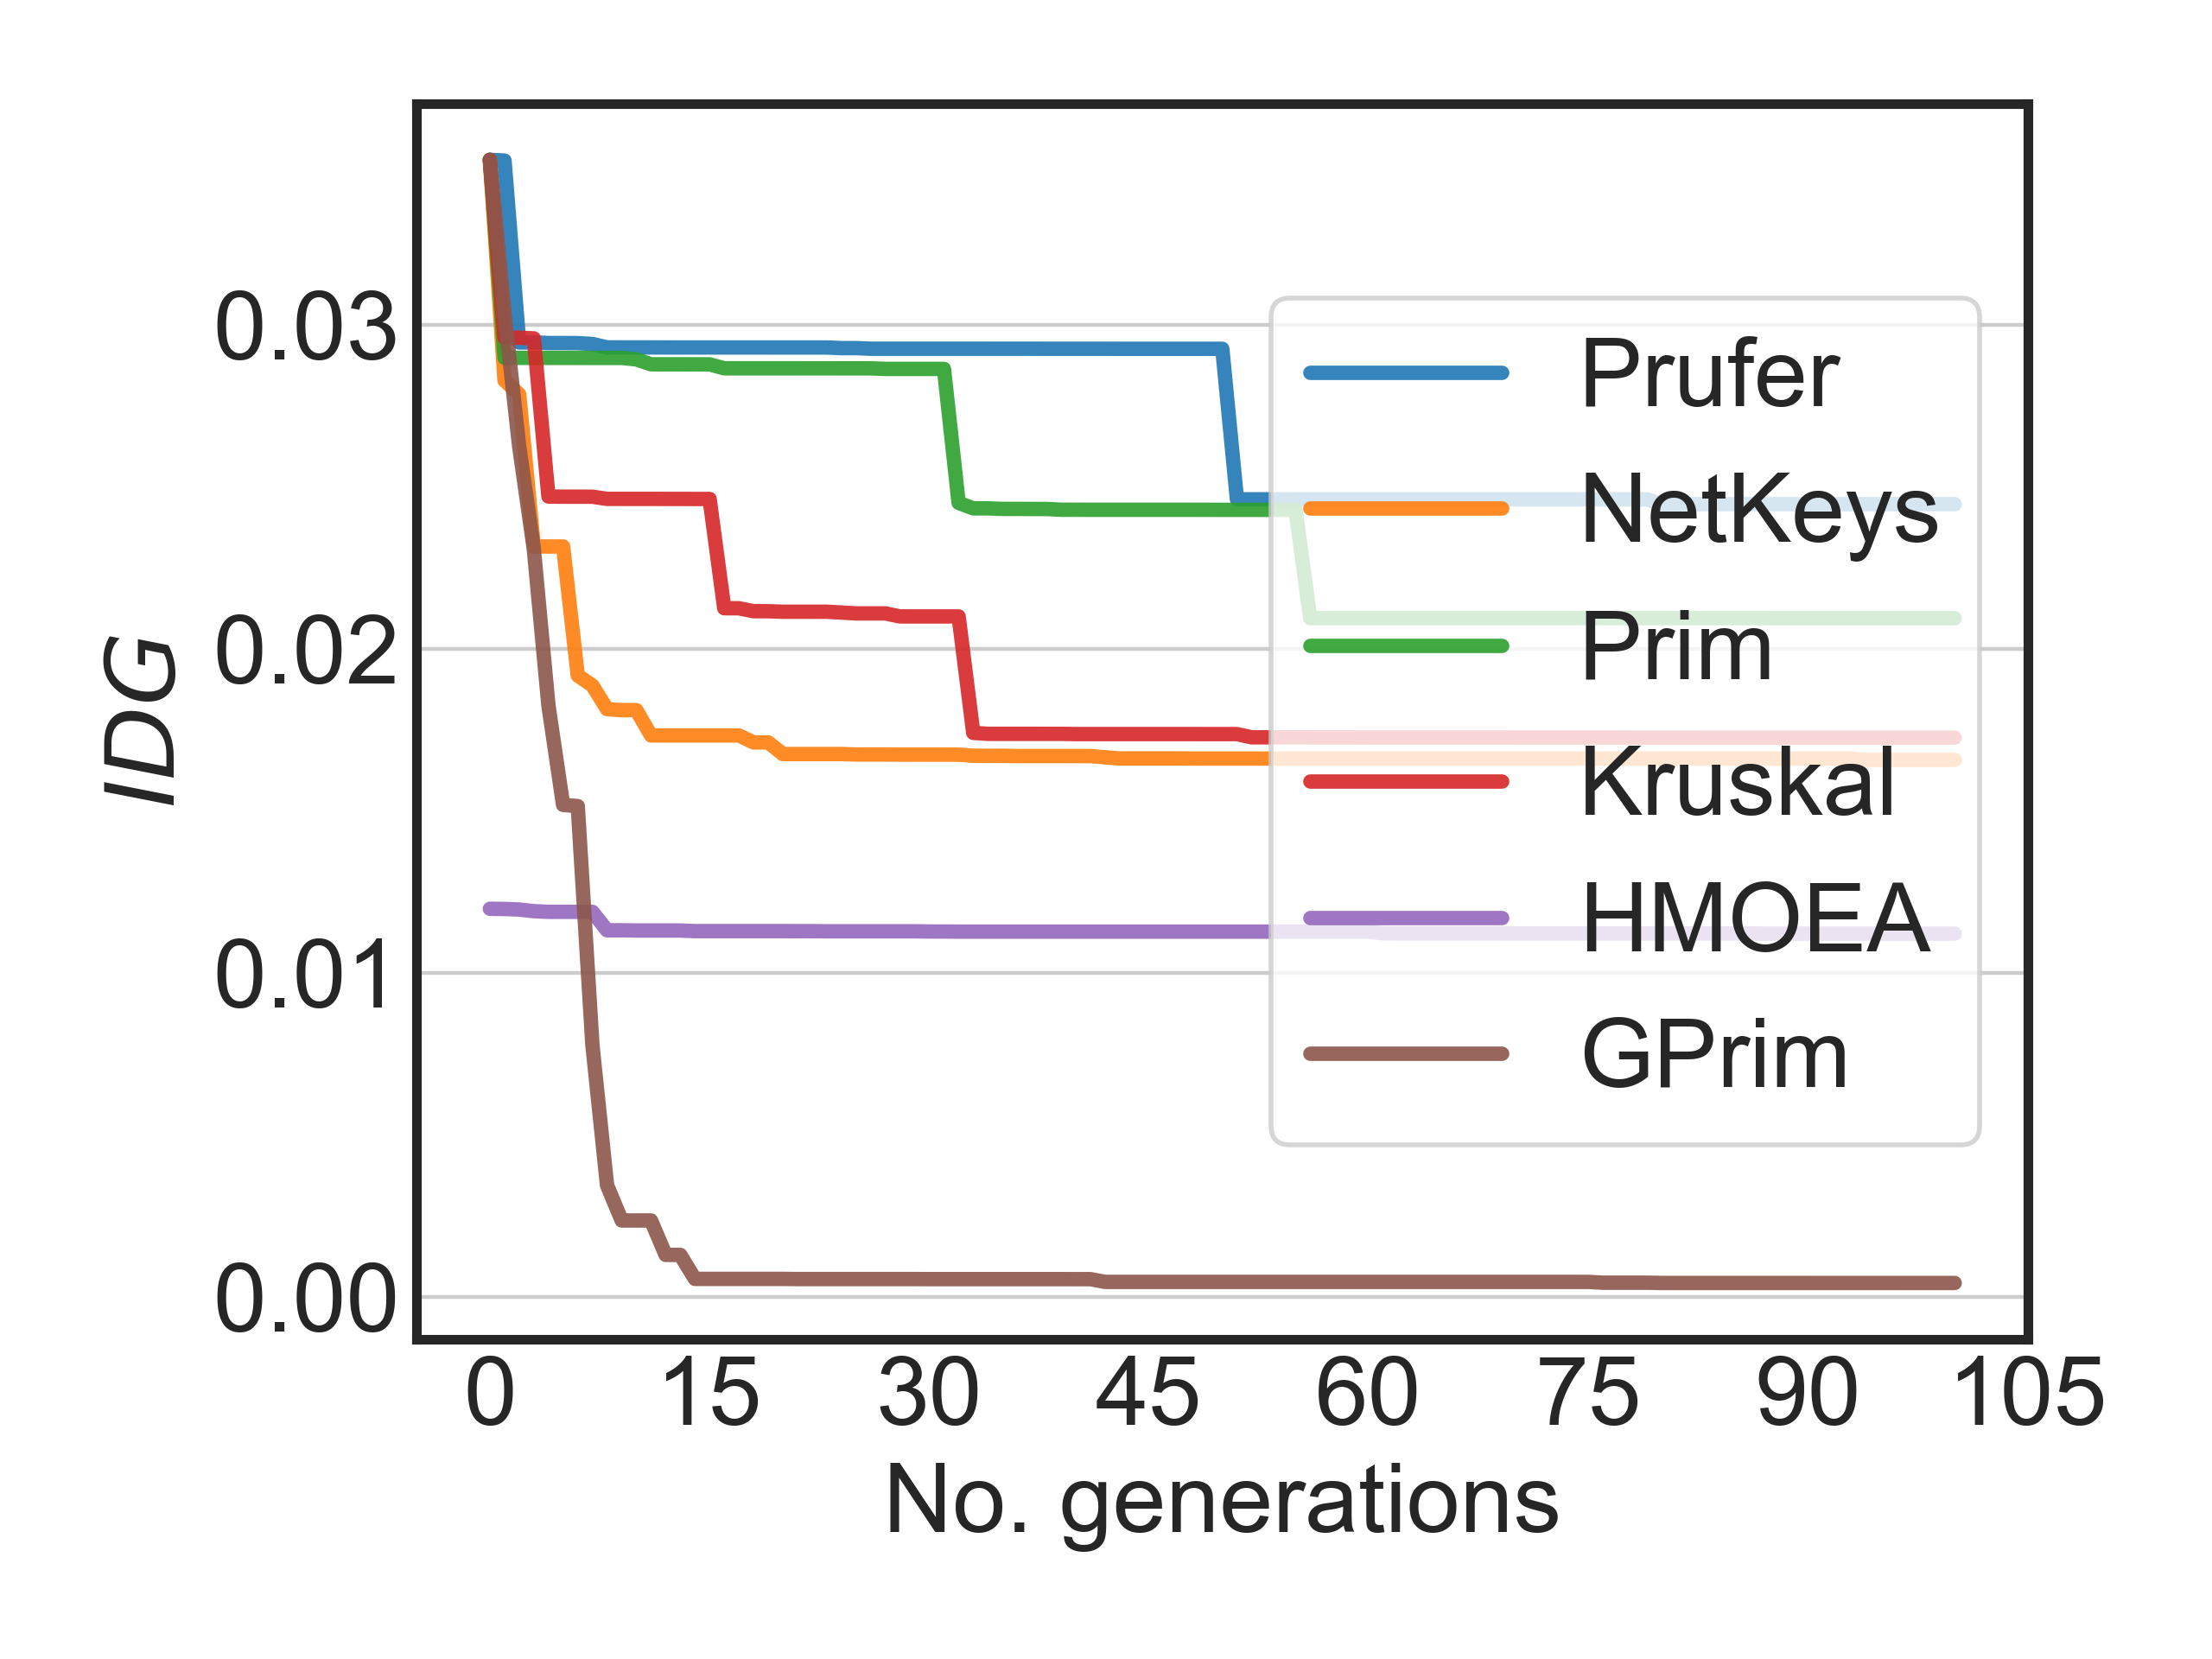 IDG
0.03
0.02
0.01
0.00
Prufer
NetKeys
Prim
Kruskal
HMOEA
GPrim
0 15 30 45 60 75 90 105
No. generations